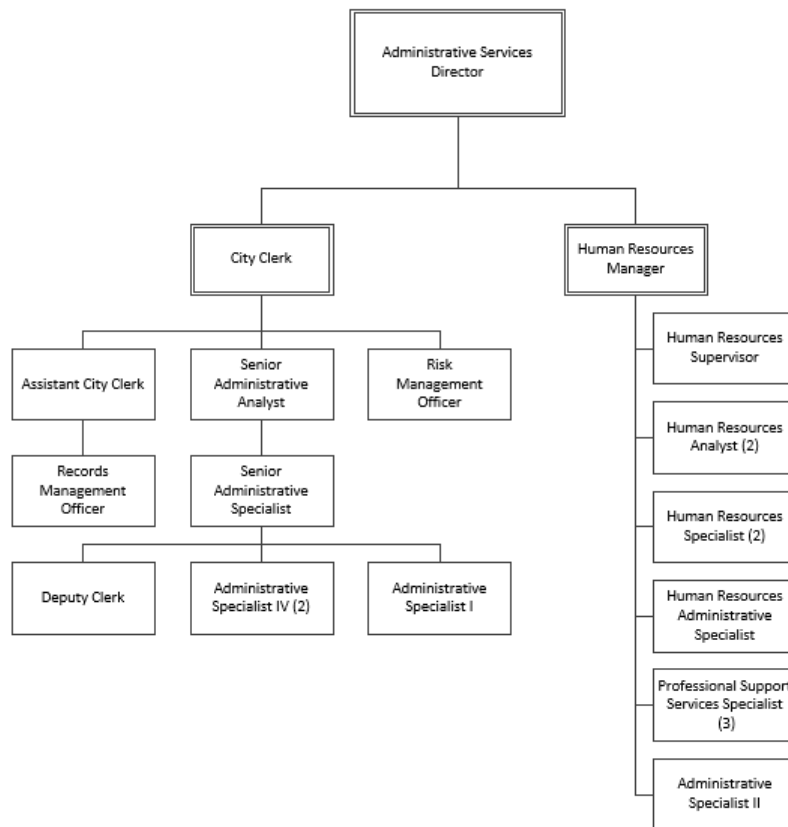 Administrative Services
Director
City Clerk
Human Resources
Manager
Assistant City Clerk
Senior
Administrative
Analyst
Risk
Management
Officer
Records
Management
Officer
Senior
Administrative
Specialist
Deputy Clerk
Administrative
Specialist IV (2)
Administrative
Specialist I
Human Resources
Supervisor
Human Resources
Analyst (2)
Human Resources
Specialist (2)
Human Resources
Administrative
Specialist
Professional Support
Services Specialist
(3)
Administrative
Specialist II